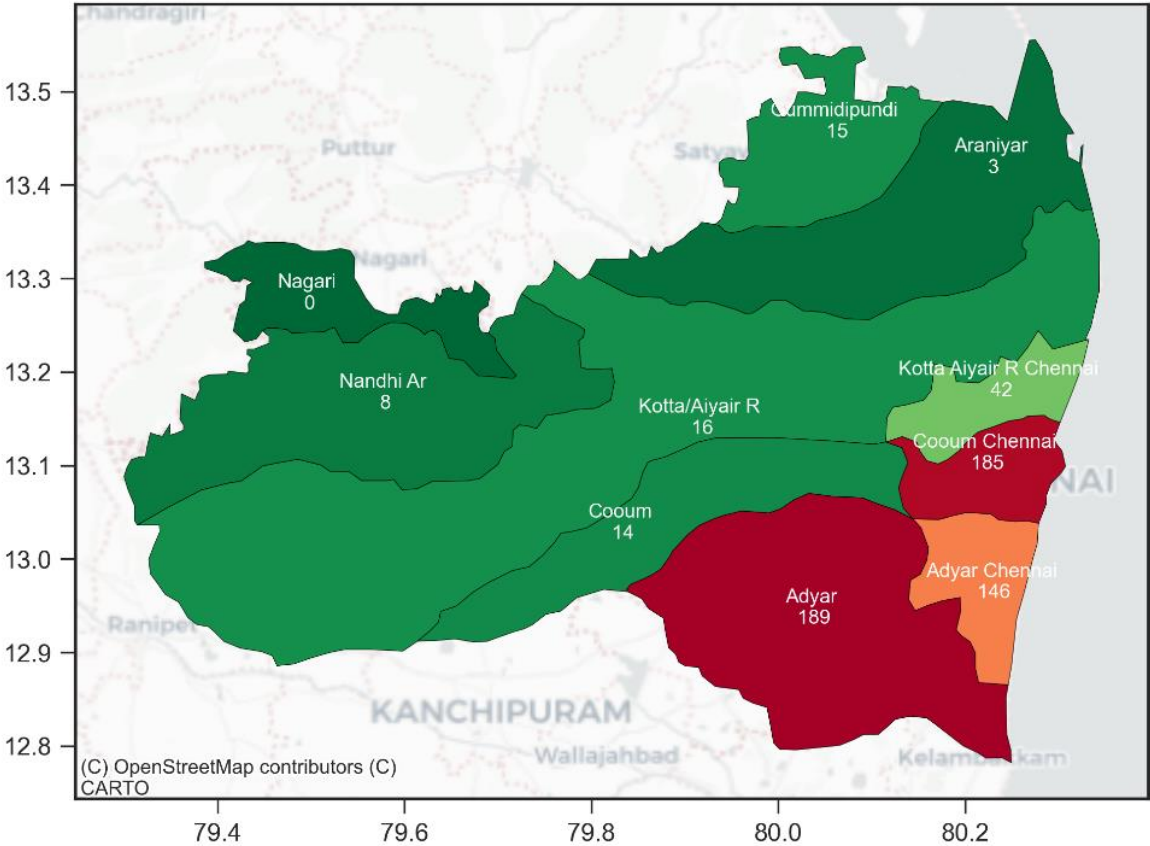 Chandragiri
13.5
Gummidipundi
15
Araniyar
3
Puttur
Satyav
13.4
Nagari
13.3
Nagari
0
13.2
Nandhi Ar
8
Kotta Aiyair R Chennai
42
Kotta/Aiyair R
16
13.1
Cooum Chennai
185
NAI
Cooum
14
13.0
Adyar Chennai
146
Adyar
189
Ranipet
12.9
KANCHIPURAM
Wallajahbad
12.8
(C) OpenStreetMap contributors (C)
CARTO
79.4
79.6
79.8
80.0
80.2